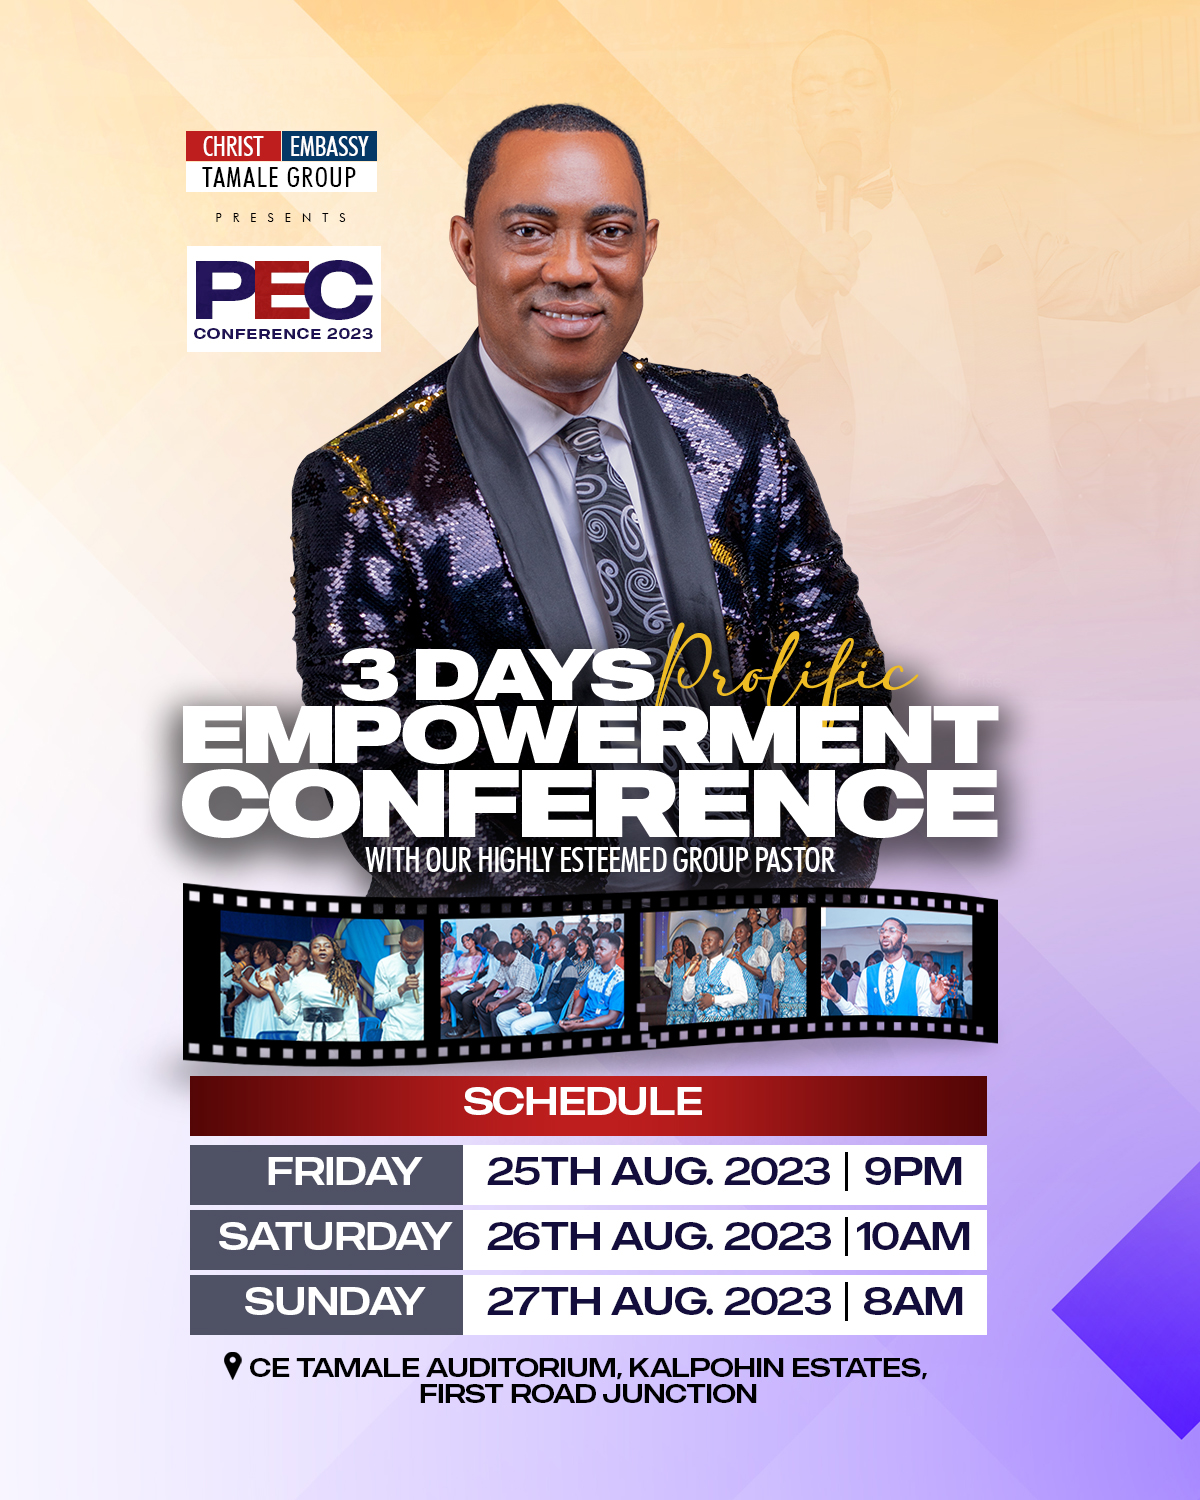 CHRIST EMBASSY
TAMALE GROUP
PRESENTS
PEC
CONFERENCE 2023
3 DAYS Prolific
EMPOWERMENT
CONFERENCE
WITH OUR HIGHLY ESTEEMED GROUP PASTOR
SCHEDULE
FRIDAY 25TH AUG. 2023 | 9PM
SATURDAY 26TH AUG. 2023 | 10AM
SUNDAY 27TH AUG. 2023 | 8AM
CE TAMALE AUDITORIUM, KALPOHIN ESTATES,
FIRST ROAD JUNCTION